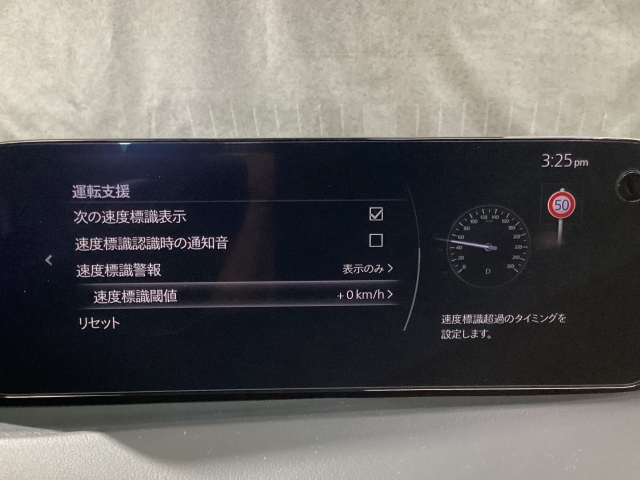 3:25 pm
運転支援
次の速度標識表示
速度標識認識時の通知音
速度標識警報 表示のみ
速度標識閾値 +0 km/h
リセット
50
D
速度標識超過のタイミングを
設定します。